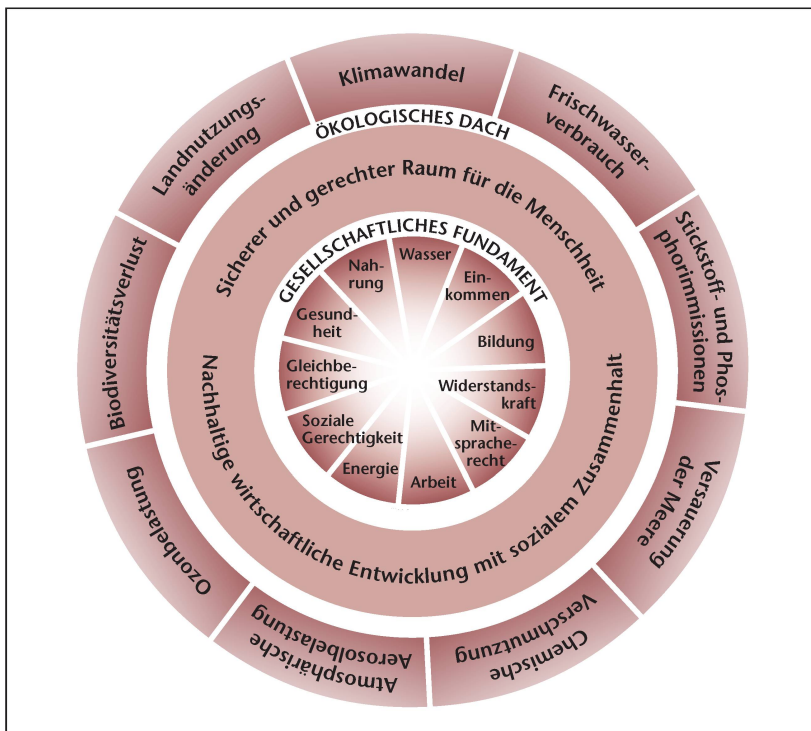 Klimawandel
Frischwasser-
verbrauch
Stickstoff- und Phos-
phorimmissionen
Versauerung
der Meere
Chemische
Verschmutzung
Atmosphärische
Aerosolbelastung
Ozonbelastung
Biodiversitätsverlust
Landnutzungs-
änderung
ÖKOLOGISCHES DACH
Sicherer und gerechter Raum für die Menschheit
Nachhaltige wirtschaftliche Entwicklung mit sozialem Zusammenhalt
GESELLSCHAFTLICHES FUNDAMENT
Wasser
Ein-
kommen
Bildung
Widerstands-
kraft
Mit-
sprache-
recht
Arbeit
Energie
Soziale
Gerechtigkeit
Gleichbe-
rechtigung
Gesund-
heit
Nah-
rung